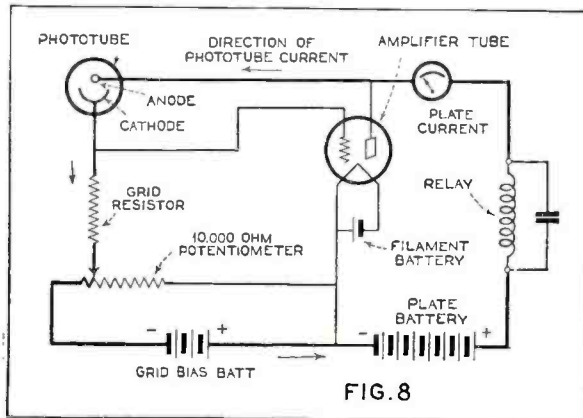 PHOTOTUBE
DIRECTION OF
PHOTOTUBE CURRENT
AMPLIFIER TUBE
ANODE
CATHODE
PLATE
CURRENT
GRID
RESISTOR
RELAY
10,000 OHM
POTENTIOMETER
FILAMENT
BATTERY
PLATE
BATTERY
- +
- +
GRID BIAS BATT
FIG. 8